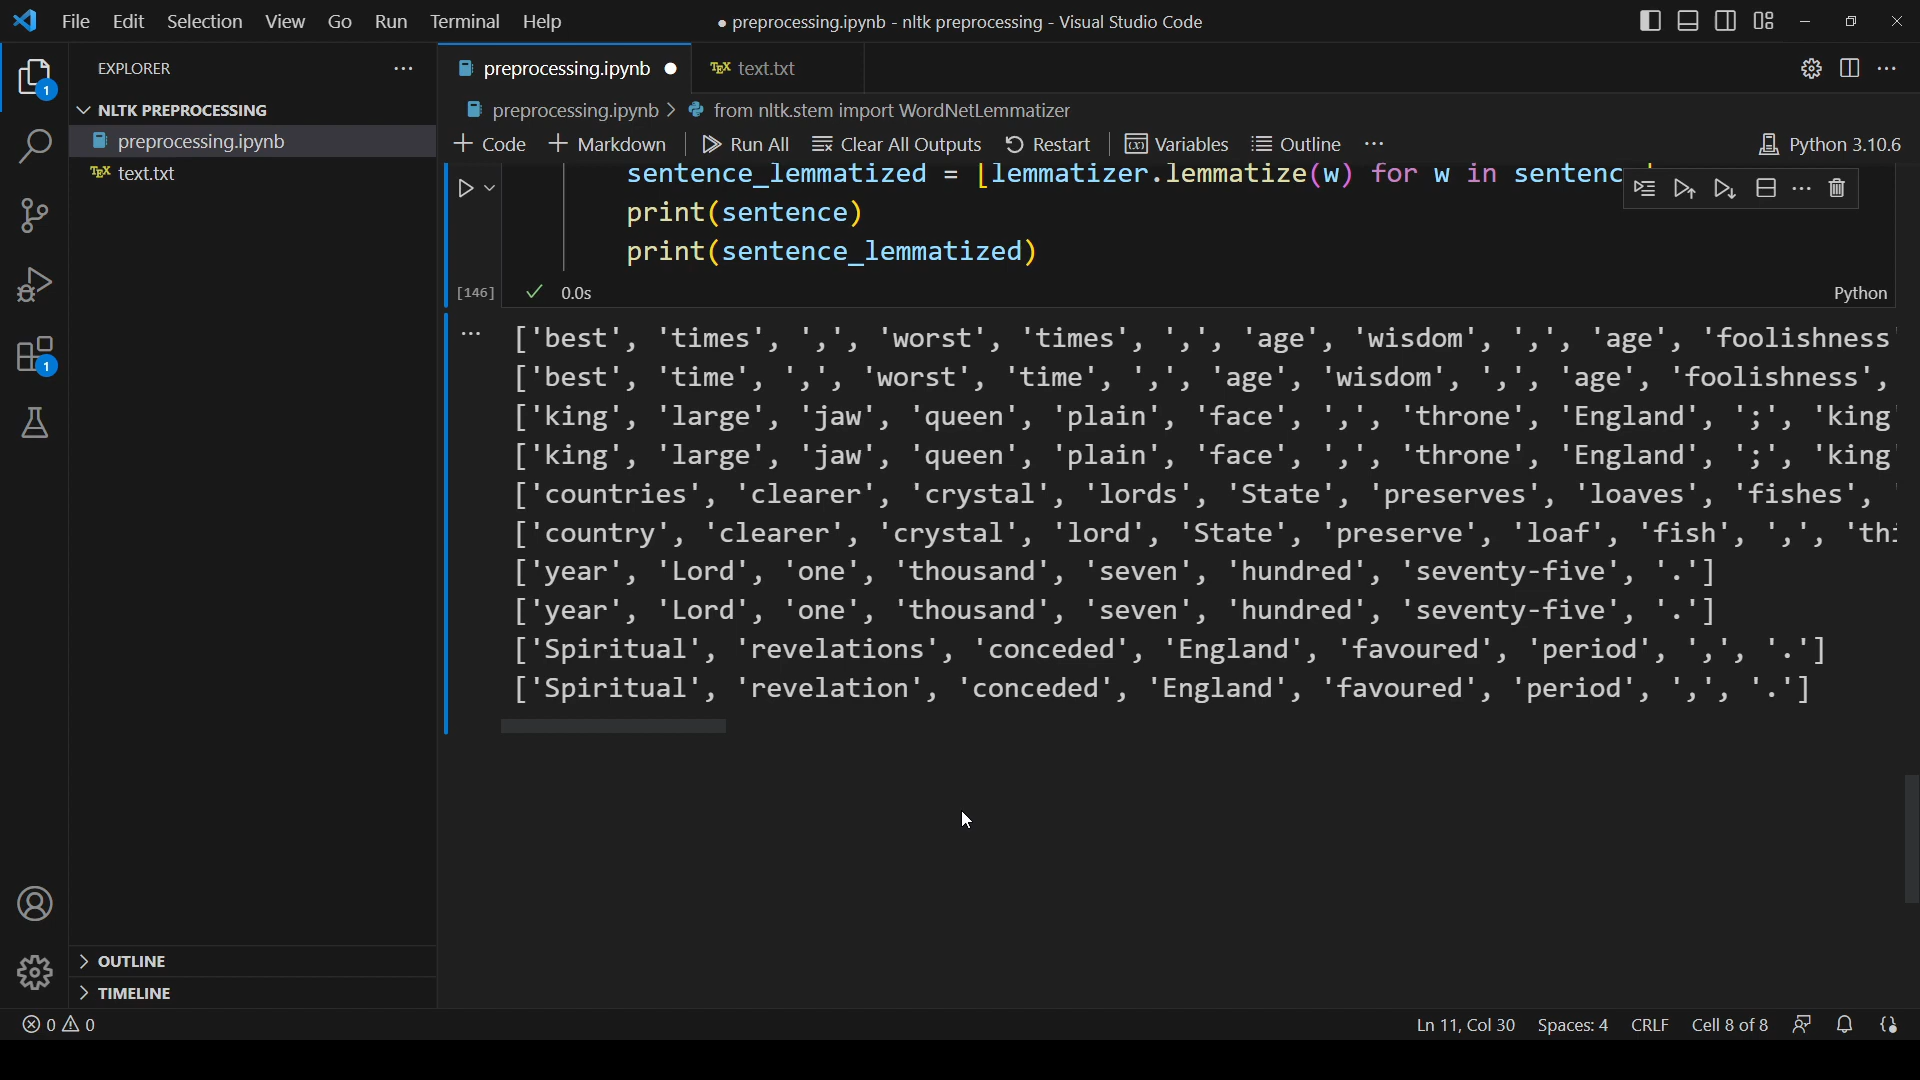 File Edit Selection View Go Run Terminal Help
● preprocessing.ipynb - nltk preprocessing - Visual Studio Code
EXPLORER
1
NLTK PREPROCESSING
preprocessing.ipynb
TEX text.txt
1
OUTLINE
TIMELINE
preprocessing.ipynb ● TEX text.txt
preprocessing.ipynb > from nltk.stem import WordNetLemmatizer
+ Code + Markdown Run All Clear All Outputs Restart Variables Outline ... Python 3.10.6
sentence_lemmatized = [lemmatizer.lemmatize(w) for w in sentenc
print(sentence)
print(sentence_lemmatized)
[146] ✓ 0.0s Python
['best', 'times', ',', 'worst', 'times', ',', 'age', 'wisdom', ',', 'age', 'foolishness'
['best', 'time', ',', 'worst', 'time', ',', 'age', 'wisdom', ',', 'age', 'foolishness',
['king', 'large', 'jaw', 'queen', 'plain', 'face', ',', 'throne', 'England', ';', 'king'
['king', 'large', 'jaw', 'queen', 'plain', 'face', ',', 'throne', 'England', ';', 'king'
['countries', 'clearer', 'crystal', 'lords', 'State', 'preserves', 'loaves', 'fishes', '
['country', 'clearer', 'crystal', 'lord', 'State', 'preserve', 'loaf', 'fish', ',', 'thi
['year', 'Lord', 'one', 'thousand', 'seven', 'hundred', 'seventy-five', '.']
['year', 'Lord', 'one', 'thousand', 'seven', 'hundred', 'seventy-five', '.']
['Spiritual', 'revelations', 'conceded', 'England', 'favoured', 'period', ',', '.']
['Spiritual', 'revelation', 'conceded', 'England', 'favoured', 'period', ',', '.']
0 0 Ln 11, Col 30 Spaces: 4 CRLF Cell 8 of 8